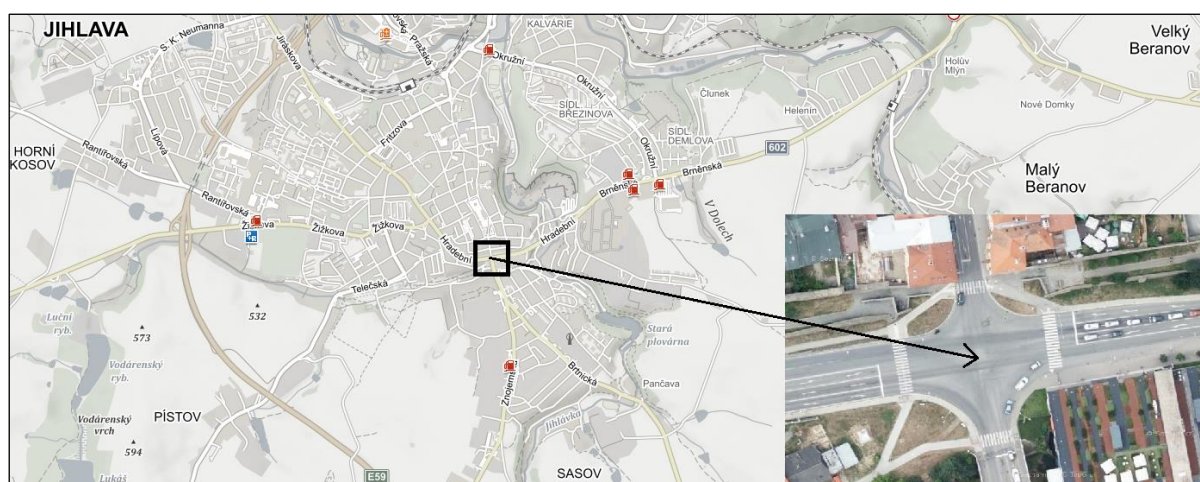 JIHLAVA
KALVÁRIE
Velký
Beranov
S. K. Neumanna
Jiráskova
Pražská
Okružní
Holův
Mlýn
Člunek
Nové Domky
Okružní
SÍDL.
BŘEZINOVA
Helenín
Fritzova
SÍDL.
DEMLOVA
602
HORNÍ
KOSOV
Lipová
Rantířovská
Okružní
Brněnská
Malý
Beranov
Brněnská
Rantířovská
Žižkova
Žižkova
Žižkova
V Dolech
Hradební
Hradební
Telečská
532
Luční
ryb.
573
Stará
plovárna
Vodárenský
ryb.
Znojemská
Brtnická
Pančava
Vodárenský
vrch
PÍSTOV
Jihlávka
594
Lukáš
E59
SASOV